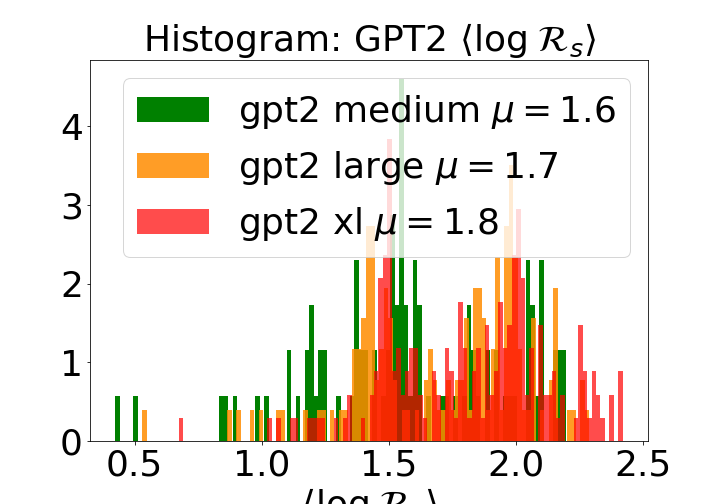 Histogram: GPT2 ⟨log ℛₛ⟩
gpt2 medium μ = 1.6
gpt2 large μ = 1.7
gpt2 xl μ = 1.8
4
3
2
1
0
0.5 1.0 1.5 2.0 2.5
⟨log ℛ